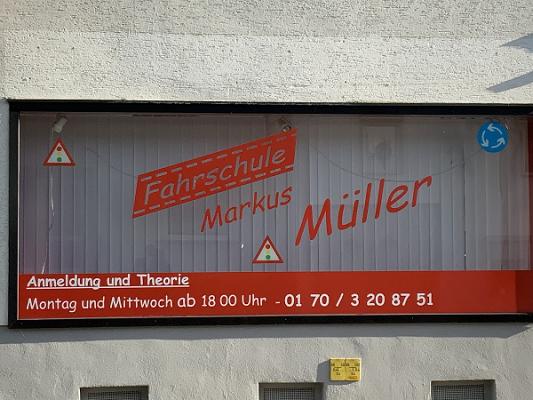 Fahrschule
Markus
Müller
Anmeldung und Theorie
Montag und Mittwoch ab 18 00 Uhr - 01 70 / 3 20 87 51